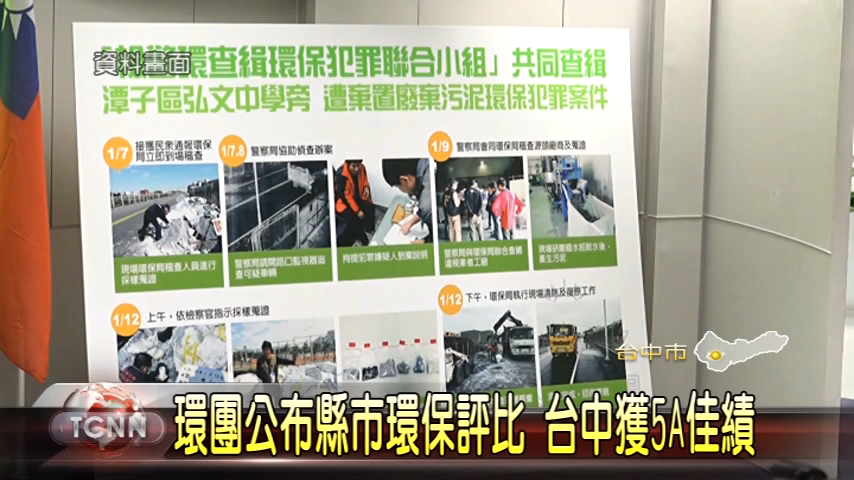 資料畫面
環查緝環保犯罪聯合小組」共同查緝
潭子區弘文中學旁 遭棄置廢棄污泥環保犯罪案件
1/7 接獲民眾通報環保局立即到場稽查
1/7.8 警察局協助偵查辦案
1/9 警察局會同環保局稽查源頭廠商及蒐證
現場環保局稽查人員進行
採樣蒐證
警察局調閱路口監視器追
查可疑車輛
拘提犯罪嫌疑人到案說明
警察局與環保局聯合查緝
違規業者工廠
現場研磨廢水經脫水後,
產生污泥
1/12 上午,依檢察官指示採樣蒐證
1/12 下午,環保局執行現場清除及復原工作
台中市
TCNN
環團公布縣市環保評比 台中獲5A佳績